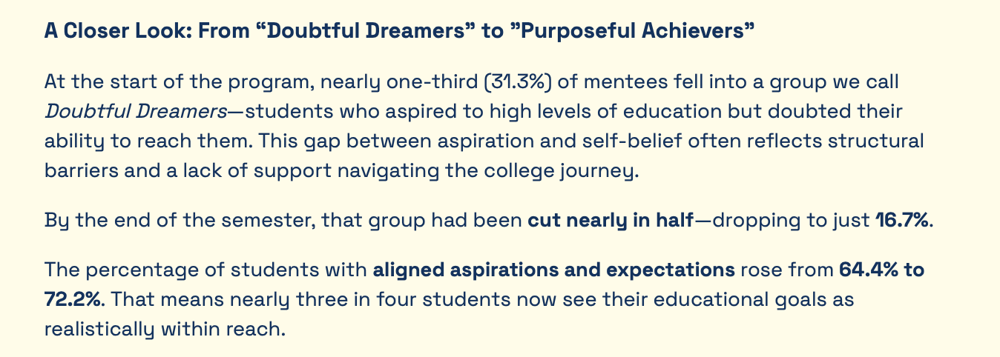 A Closer Look: From “Doubtful Dreamers” to ”Purposeful Achievers”
At the start of the program, nearly one-third (31.3%) of mentees fell into a group we call
Doubtful Dreamers—students who aspired to high levels of education but doubted their
ability to reach them. This gap between aspiration and self-belief often reflects structural
barriers and a lack of support navigating the college journey.
By the end of the semester, that group had been cut nearly in half—dropping to just 16.7%.
The percentage of students with aligned aspirations and expectations rose from 64.4% to
72.2%. That means nearly three in four students now see their educational goals as
realistically within reach.